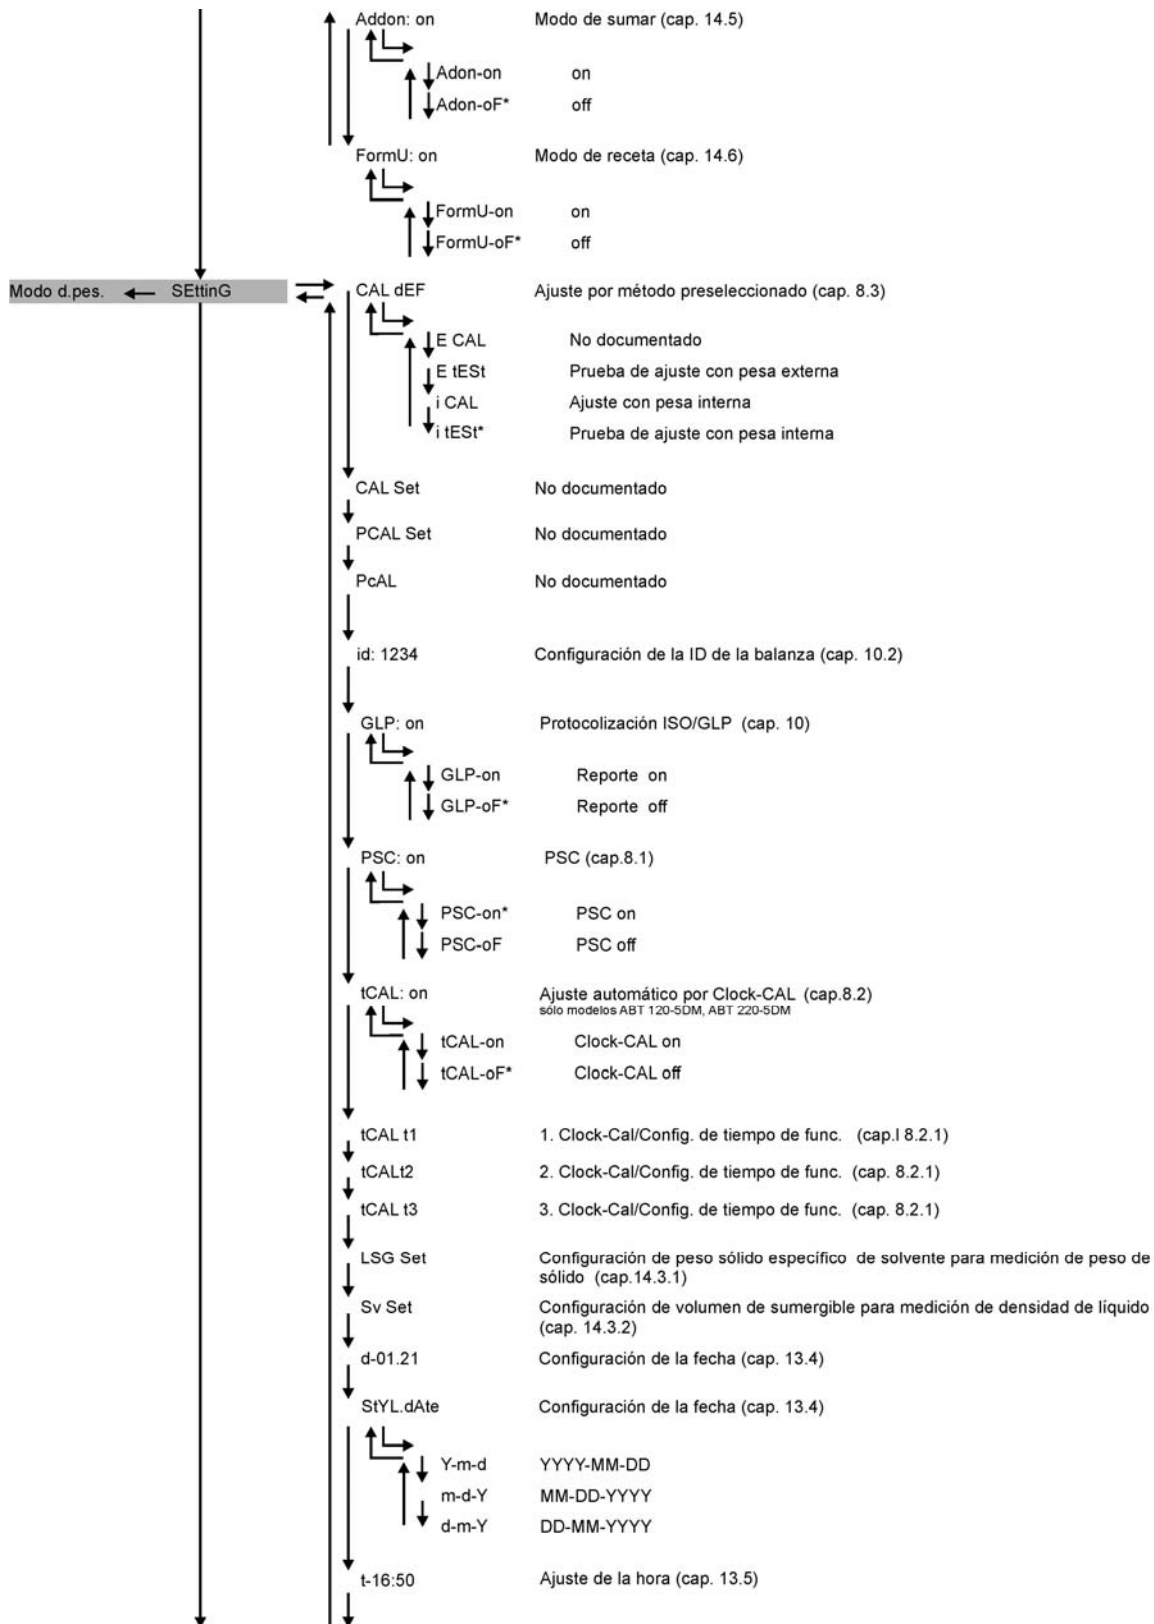 Addon: on Modo de sumar (cap. 14.5)
Adon-on on
Adon-oF* off
FormU: on Modo de receta (cap. 14.6)
FormU-on on
FormU-oF* off
Modo d.pes. SEttinG CAL dEF Ajuste por método preseleccionado (cap. 8.3)
E CAL No documentado
E tESt Prueba de ajuste con pesa externa
i CAL Ajuste con pesa interna
i tESt* Prueba de ajuste con pesa interna
CAL Set No documentado
PCAL Set No documentado
PcAL No documentado
id: 1234 Configuración de la ID de la balanza (cap. 10.2)
GLP: on Protocolización ISO/GLP (cap. 10)
GLP-on Reporte on
GLP-oF* Reporte off
PSC: on PSC (cap.8.1)
PSC-on* PSC on
PSC-oF PSC off
tCAL: on Ajuste automático por Clock-CAL (cap.8.2)
sólo modelos ABT 120-5DM, ABT 220-5DM
tCAL-on Clock-CAL on
tCAL-oF* Clock-CAL off
tCAL t1 1. Clock-Cal/Config. de tiempo de func. (cap.l 8.2.1)
tCALt2 2. Clock-Cal/Config. de tiempo de func. (cap. 8.2.1)
tCAL t3 3. Clock-Cal/Config. de tiempo de func. (cap. 8.2.1)
LSG Set Configuración de peso sólido específico de solvente para medición de peso de
sólido (cap.14.3.1)
Sv Set Configuración de volumen de sumergible para medición de densidad de líquido
(cap. 14.3.2)
d-01.21 Configuración de la fecha (cap. 13.4)
StYL.dAte Configuración de la fecha (cap. 13.4)
Y-m-d YYYY-MM-DD
m-d-Y MM-DD-YYYY
d-m-Y DD-MM-YYYY
t-16:50 Ajuste de la hora (cap. 13.5)